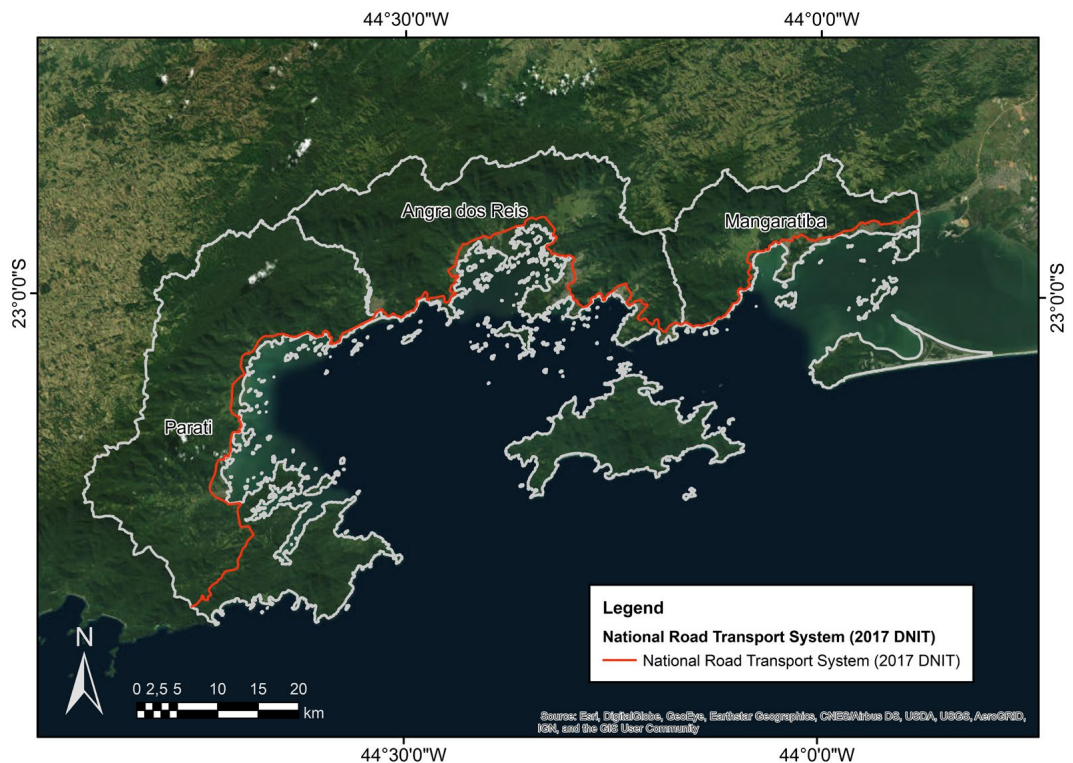 44°30'0"W 44°0'0"W
Angra dos Reis
Mangaratiba
23°0'0"S 23°0'0"S
Parati
Legend
National Road Transport System (2017 DNIT)
National Road Transport System (2017 DNIT)
N
0 2,5 5 10 15 20
km
Source: Esri, DigitalGlobe, GeoEye, Earthstar Geographics, CNES/Airbus DS, USDA, USGS, AeroGRID,
IGN, and the GIS User Community
44°30'0"W 44°0'0"W